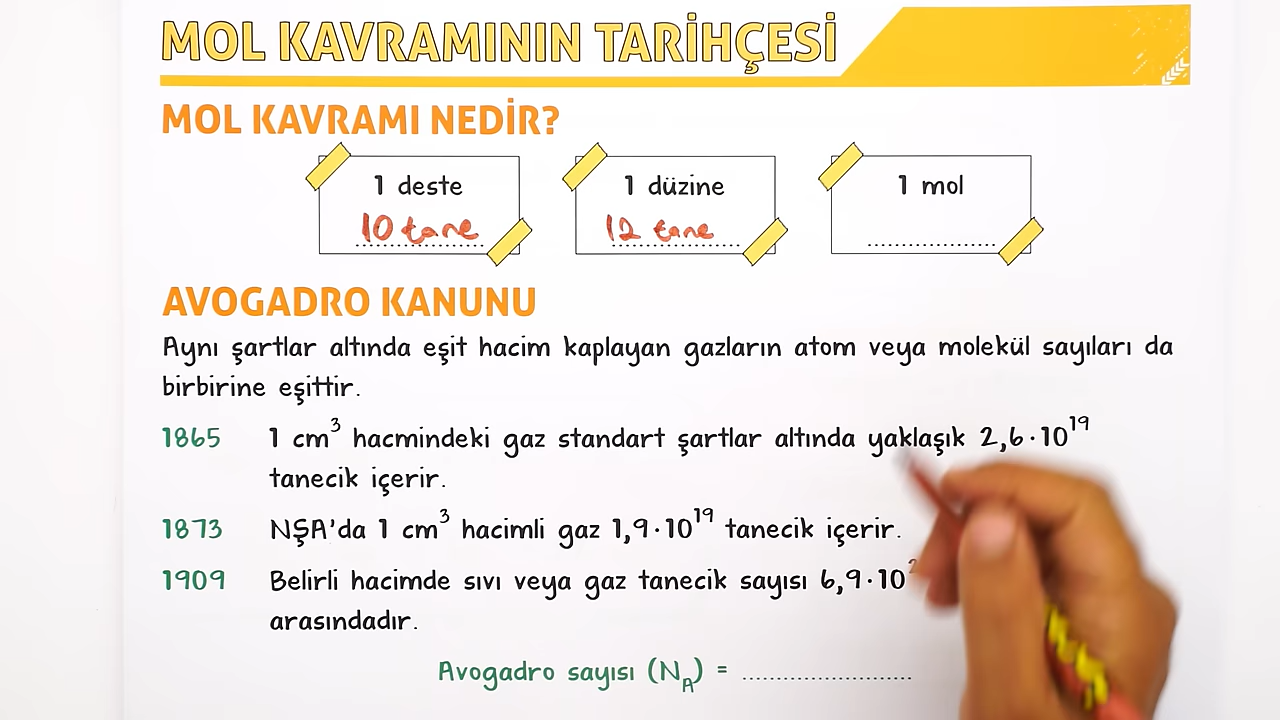 MOL KAVRAMININ TARİHÇESİ
MOL KAVRAMI NEDİR?
1 deste
10 tane
1 düzine
12 tane
1 mol
AVOGADRO KANUNU
Aynı şartlar altında eşit hacim kaplayan gazların atom veya molekül sayıları da
birbirine eşittir.
1865 1 cm³ hacmindeki gaz standart şartlar altında yaklaşık 2,6·10¹⁹
tanecik içerir.
1873 NŞA'da 1 cm³ hacimli gaz 1,9·10¹⁹ tanecik içerir.
1909 Belirli hacimde sıvı veya gaz tanecik sayısı 6,9·10
arasındadır.
Avogadro sayısı (N_A) = ........................